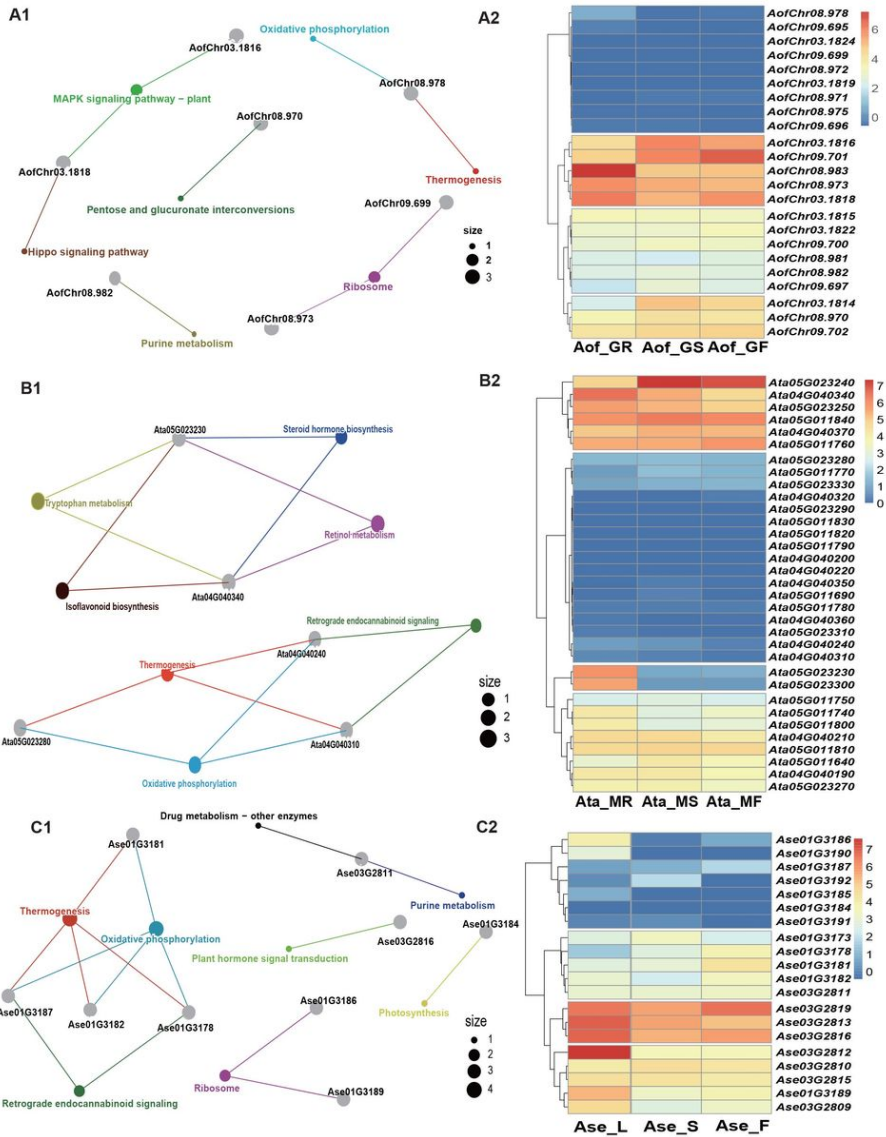 A1
AofChr03.1816
Oxidative phosphorylation
AofChr08.978
MAPK signaling pathway – plant
AofChr08.970
AofChr03.1818
Thermogenesis
Pentose and glucuronate interconversions
AofChr09.699
Hippo signaling pathway
size
1
2
3
AofChr08.982
Ribosome
AofChr08.973
Purine metabolism
A2
AofChr08.978
AofChr09.695
AofChr03.1824
AofChr09.699
AofChr08.972
AofChr03.1819
AofChr08.971
AofChr08.975
AofChr09.696
AofChr03.1816
AofChr09.701
AofChr08.983
AofChr08.973
AofChr03.1818
AofChr03.1815
AofChr03.1822
AofChr09.700
AofChr08.981
AofChr08.982
AofChr09.697
AofChr03.1814
AofChr08.970
AofChr09.702
6
4
2
0
Aof_GR Aof_GS Aof_GF
B1
Ata05G023230
Steroid hormone biosynthesis
Tryptophan metabolism
Retinol metabolism
Isoflavonoid biosynthesis
Ata04G040340
Retrograde endocannabinoid signaling
Ata04G040240
Thermogenesis
size
1
2
3
Ata05G023280
Ata04G040310
Oxidative phosphorylation
B2
Ata05G023240
Ata04G040340
Ata05G023250
Ata05G011840
Ata04G040370
Ata05G011760
Ata05G023280
Ata05G011770
Ata05G023330
Ata04G040320
Ata05G023290
Ata05G011830
Ata05G011820
Ata05G011790
Ata04G040200
Ata04G040220
Ata04G040350
Ata05G011690
Ata05G011780
Ata04G040360
Ata05G023310
Ata04G040240
Ata04G040310
Ata05G023230
Ata05G023300
Ata05G011750
Ata05G011740
Ata05G011800
Ata04G040210
Ata05G011810
Ata05G011640
Ata04G040190
Ata05G023270
7
6
5
4
3
2
1
0
Ata_MR Ata_MS Ata_MF
C1
Drug metabolism – other enzymes
Ase01G3181
Ase03G2811
Thermogenesis
Purine metabolism
Oxidative phosphorylation
Ase01G3184
Ase03G2816
Plant hormone signal transduction
Ase01G3187
Ase01G3182
Ase01G3178
Ase01G3186
Photosynthesis
size
1
2
3
4
Ribosome
Ase01G3189
Retrograde endocannabinoid signaling
C2
Ase01G3186
Ase01G3190
Ase01G3187
Ase01G3192
Ase01G3185
Ase01G3184
Ase01G3191
Ase01G3173
Ase01G3178
Ase01G3181
Ase01G3182
Ase03G2811
Ase03G2819
Ase03G2813
Ase03G2816
Ase03G2812
Ase03G2810
Ase03G2815
Ase01G3189
Ase03G2809
7
6
5
4
3
2
1
0
Ase_L Ase_S Ase_F